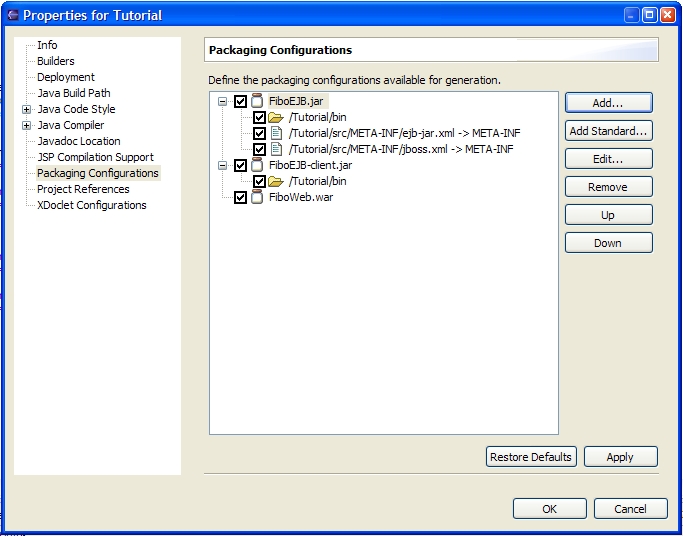 Properties for Tutorial
Info
Builders
Deployment
Java Build Path
Java Code Style
Java Compiler
Javadoc Location
JSP Compilation Support
Packaging Configurations
Project References
XDoclet Configurations
Packaging Configurations
Define the packaging configurations available for generation.
FiboEJB.jar
/Tutorial/bin
/Tutorial/src/META-INF/ejb-jar.xml -> META-INF
/Tutorial/src/META-INF/jboss.xml -> META-INF
FiboEJB-client.jar
/Tutorial/bin
FiboWeb.war
Add...
Add Standard...
Edit...
Remove
Up
Down
Restore Defaults
Apply
OK
Cancel